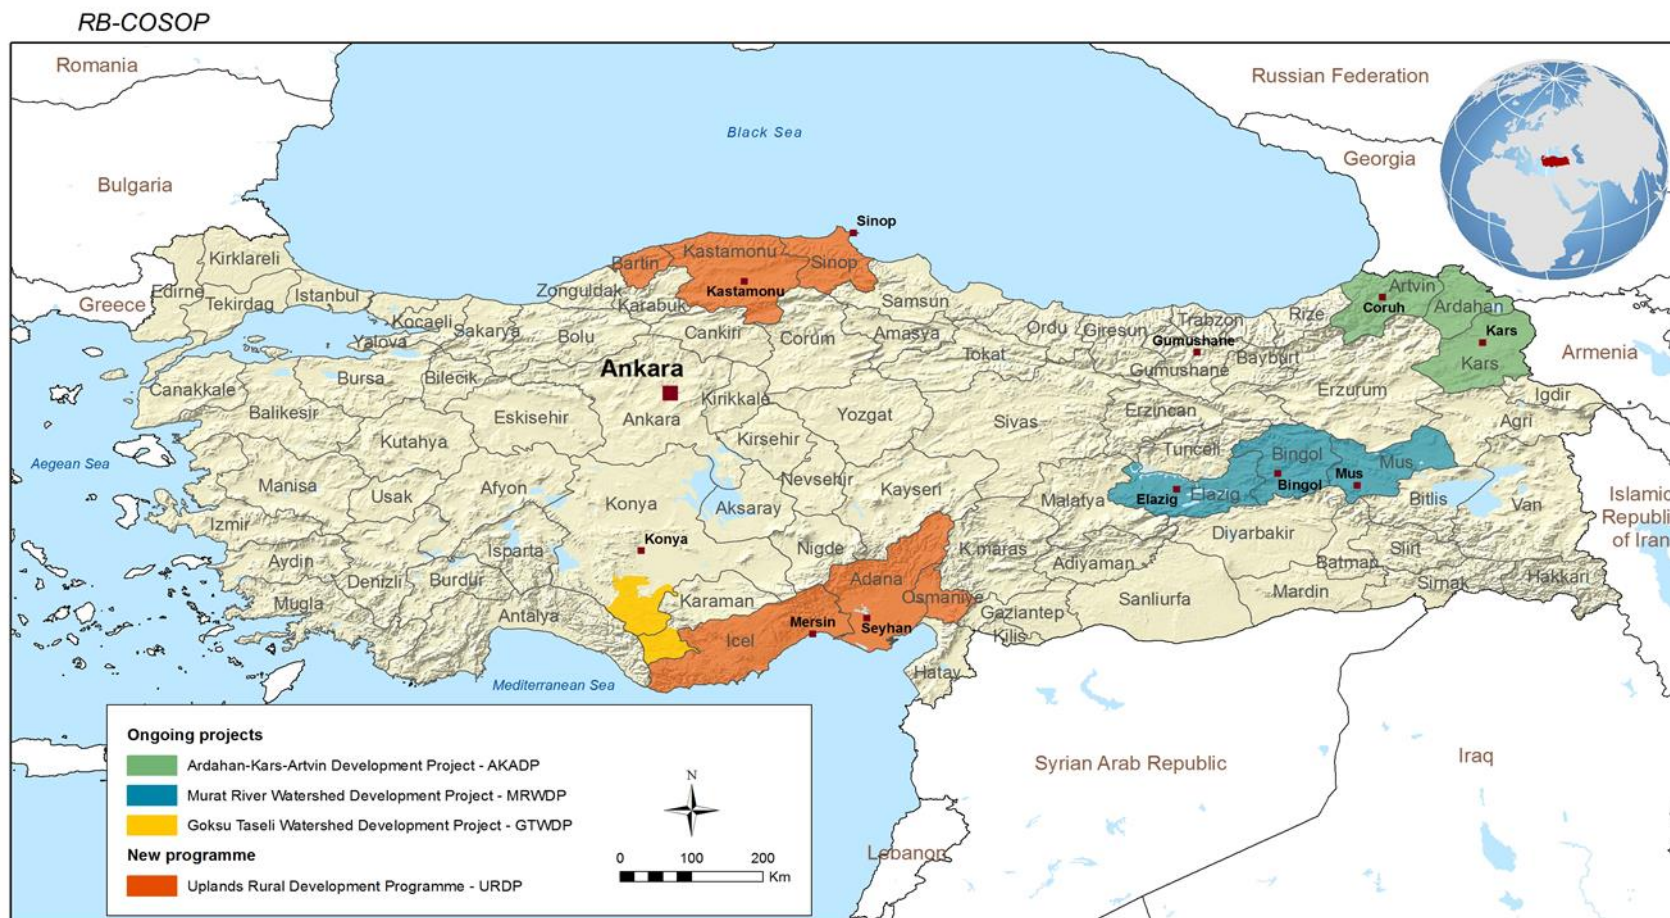 RB-COSOP
Romania
Russian Federation
Black Sea
Georgia
Bulgaria
Sinop
Kirklareli
Kastamonu
Bartin
Sinop
Edirne
Tekirdag
Istanbul
Greece
Zonguldak
Karabuk
Kastamonu
Samsun
Artvin
Ardahan
Coruh
Kocaeli
Sakarya
Yalova
Bolu
Cankiri
Corum
Amasya
Ordu
Giresun
Trabzon
Rize
Gumushane
Kars
Armenia
Tokat
Gumushane
Bayburt
Kars
Ankara
Canakkale
Bursa
Bilecik
Kirikkale
Erzurum
Igdir
Balikesir
Eskisehir
Ankara
Yozgat
Sivas
Erzincan
Agri
Kutahya
Kirsehir
Tunceli
Bingol
Mus
Aegean Sea
Manisa
Usak
Afyon
Konya
Nevsehir
Kayseri
Aksaray
Malatya
Elazig
Elazig
Bingol
Mus
Bitlis
Van
Islamic
Republi
of Iran
Izmir
Konya
Isparta
Nigde
K.maras
Diyarbakir
Adiyaman
Batman
Siirt
Sirnak
Hakkari
Aydin
Denizli
Burdur
Mugla
Antalya
Karaman
Adana
Osmaniye
Gaziantep
Sanliurfa
Mardin
Kilis
Icel
Mersin
Seyhan
Hatay
Mediterranean Sea
Syrian Arab Republic
Iraq
Lebanon
Ongoing projects
Ardahan-Kars-Artvin Development Project - AKADP
Murat River Watershed Development Project - MRWDP
Goksu Taseli Watershed Development Project - GTWDP
New programme
Uplands Rural Development Programme - URDP
N
0 100 200
Km